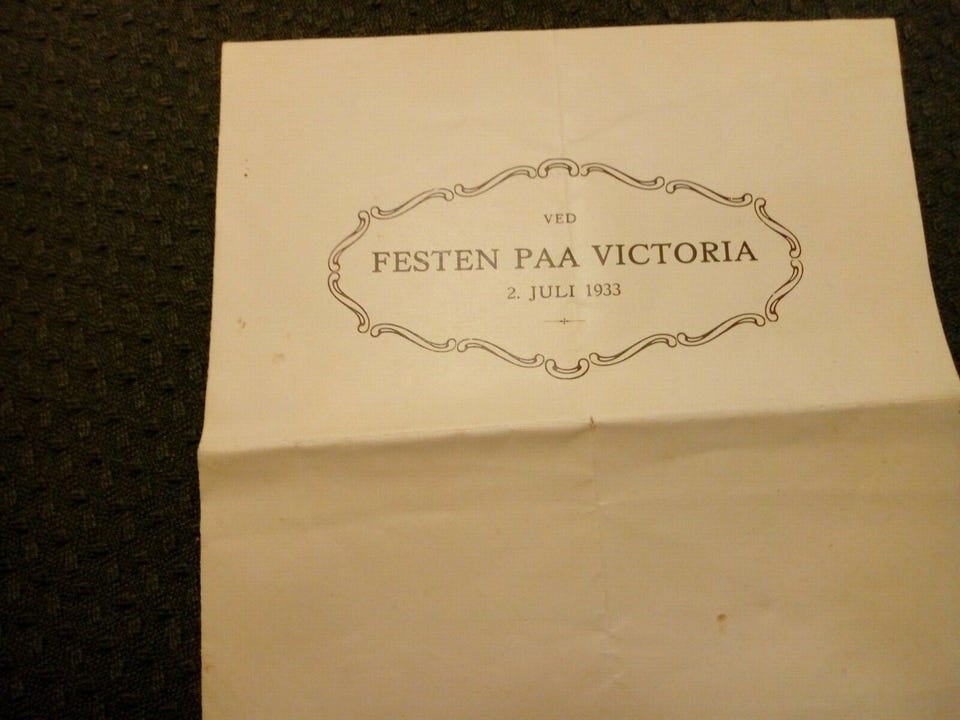 VED
FESTEN PAA VICTORIA
2. JULI 1933